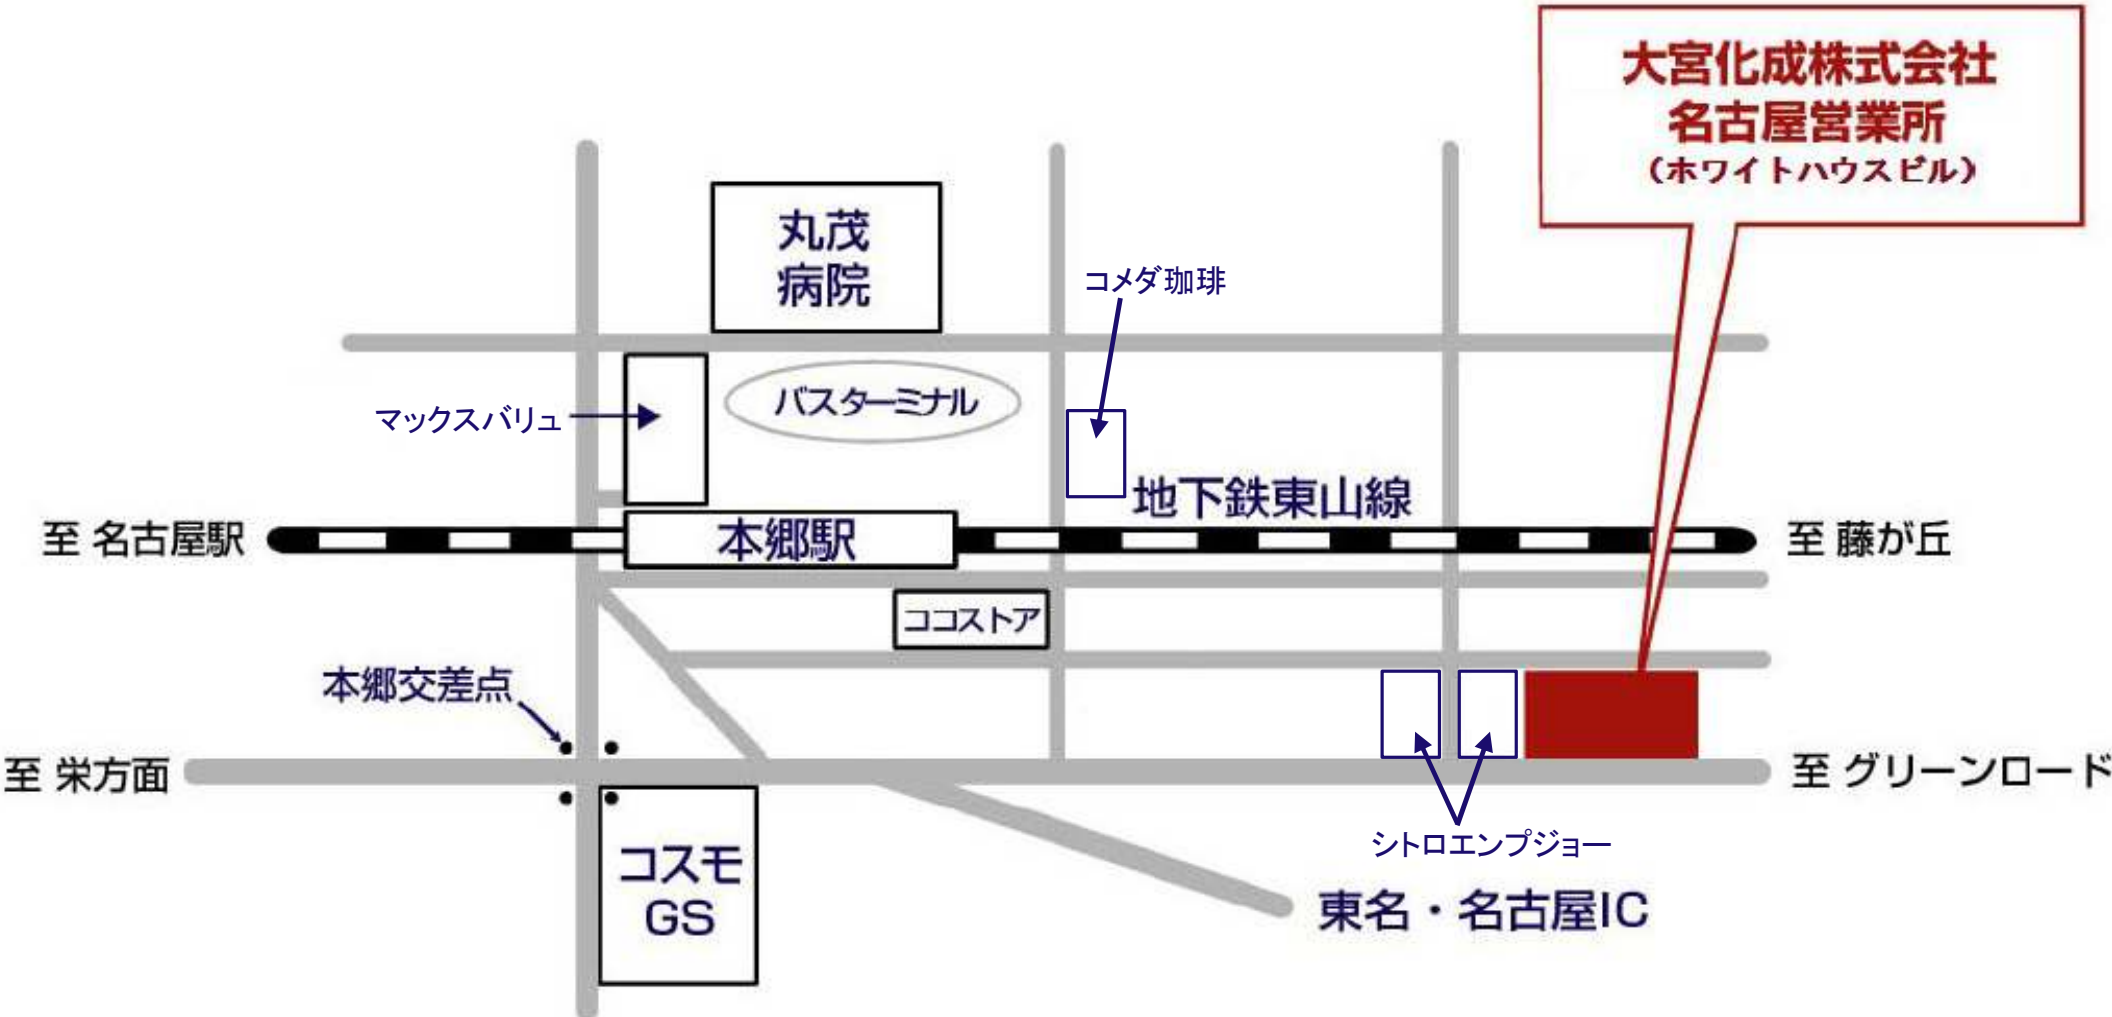 大宮化成株式会社
名古屋営業所
（ホワイトハウスビル）
丸茂
病院
コメダ珈琲
バスターミナル
マックスバリュ
地下鉄東山線
至 名古屋駅
本郷駅
至 藤が丘
ココストア
本郷交差点
至 栄方面
至 グリーンロード
シトロエンプジョー
コスモ
GS
東名・名古屋IC